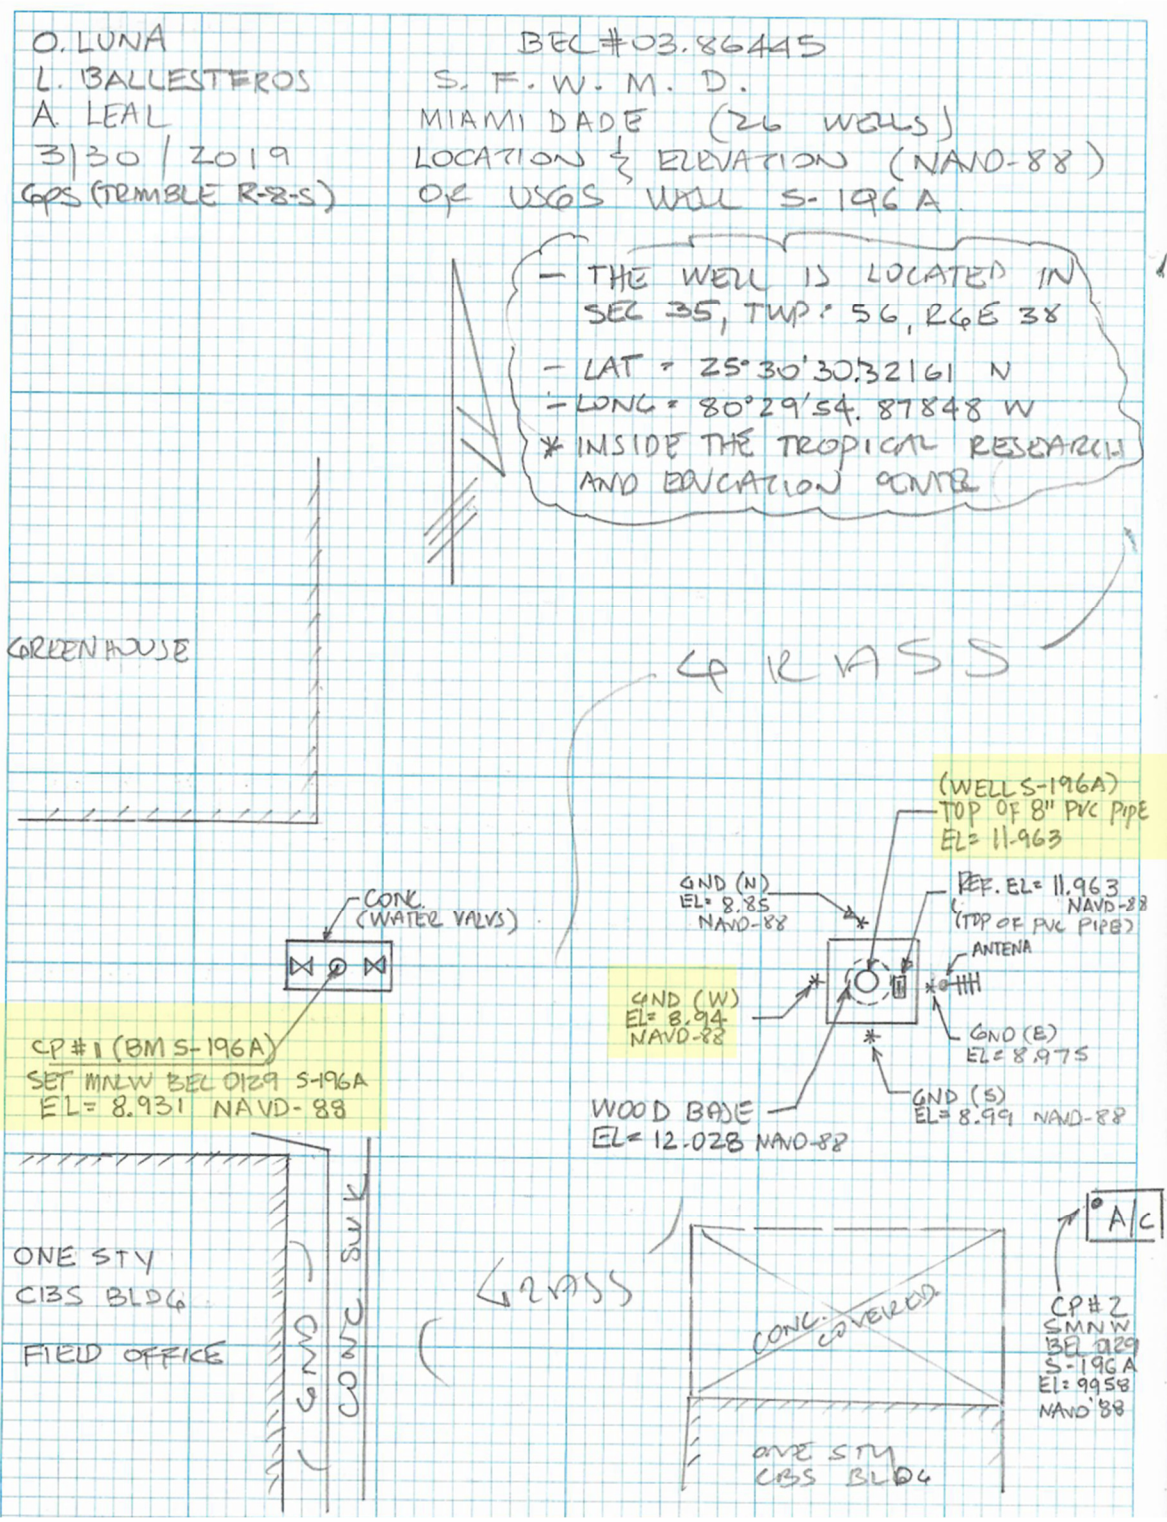 O. LUNA
L. BALLESTEROS
A. LEAL
3/30/2019
GPS (TRIMBLE R-8-S)
BEC#03.86445
S. F. W. M. D.
MIAMI DADE (26 WELLS)
LOCATION & ELEVATION (NAVD-88)
OF USGS WELL S-196A
- THE WELL IS LOCATED IN
SEC 35, TWP: 56, RGE 38
- LAT = 25°30'30.32161 N
- LONG = 80°29'54.87848 W
* INSIDE THE TROPICAL RESEARCH
AND EDUCATION CENTER
GREENHOUSE
GRASS
(WELL S-196A)
TOP OF 8" PVC PIPE
EL= 11.963
GND (N)
EL= 8.85
NAVD-88
REF. EL= 11.963
NAVD-88
(TOP OF PVC PIPE)
ANTENA
CONC.
(WATER VALVS)
GND (W)
EL= 8.94
NAVD-88
GND (E)
EL= 8.975
CP#1 (BM S-196A)
SET MNLW BEC 0129 S-196A
EL= 8.931 NAVD-88
GND (S)
EL= 8.99 NAVD-88
WOOD BASE
EL= 12.028 NAVD-88
A/C
ONE STY
CBS BLDG
FIELD OFFICE
(GRND)
CONC SWK
GRASS
CONC. COVERED
CP#2
SMNW
BEC 0129
S-196A
EL= 9958
NAVD'88
ONE STY
CBS BLDG